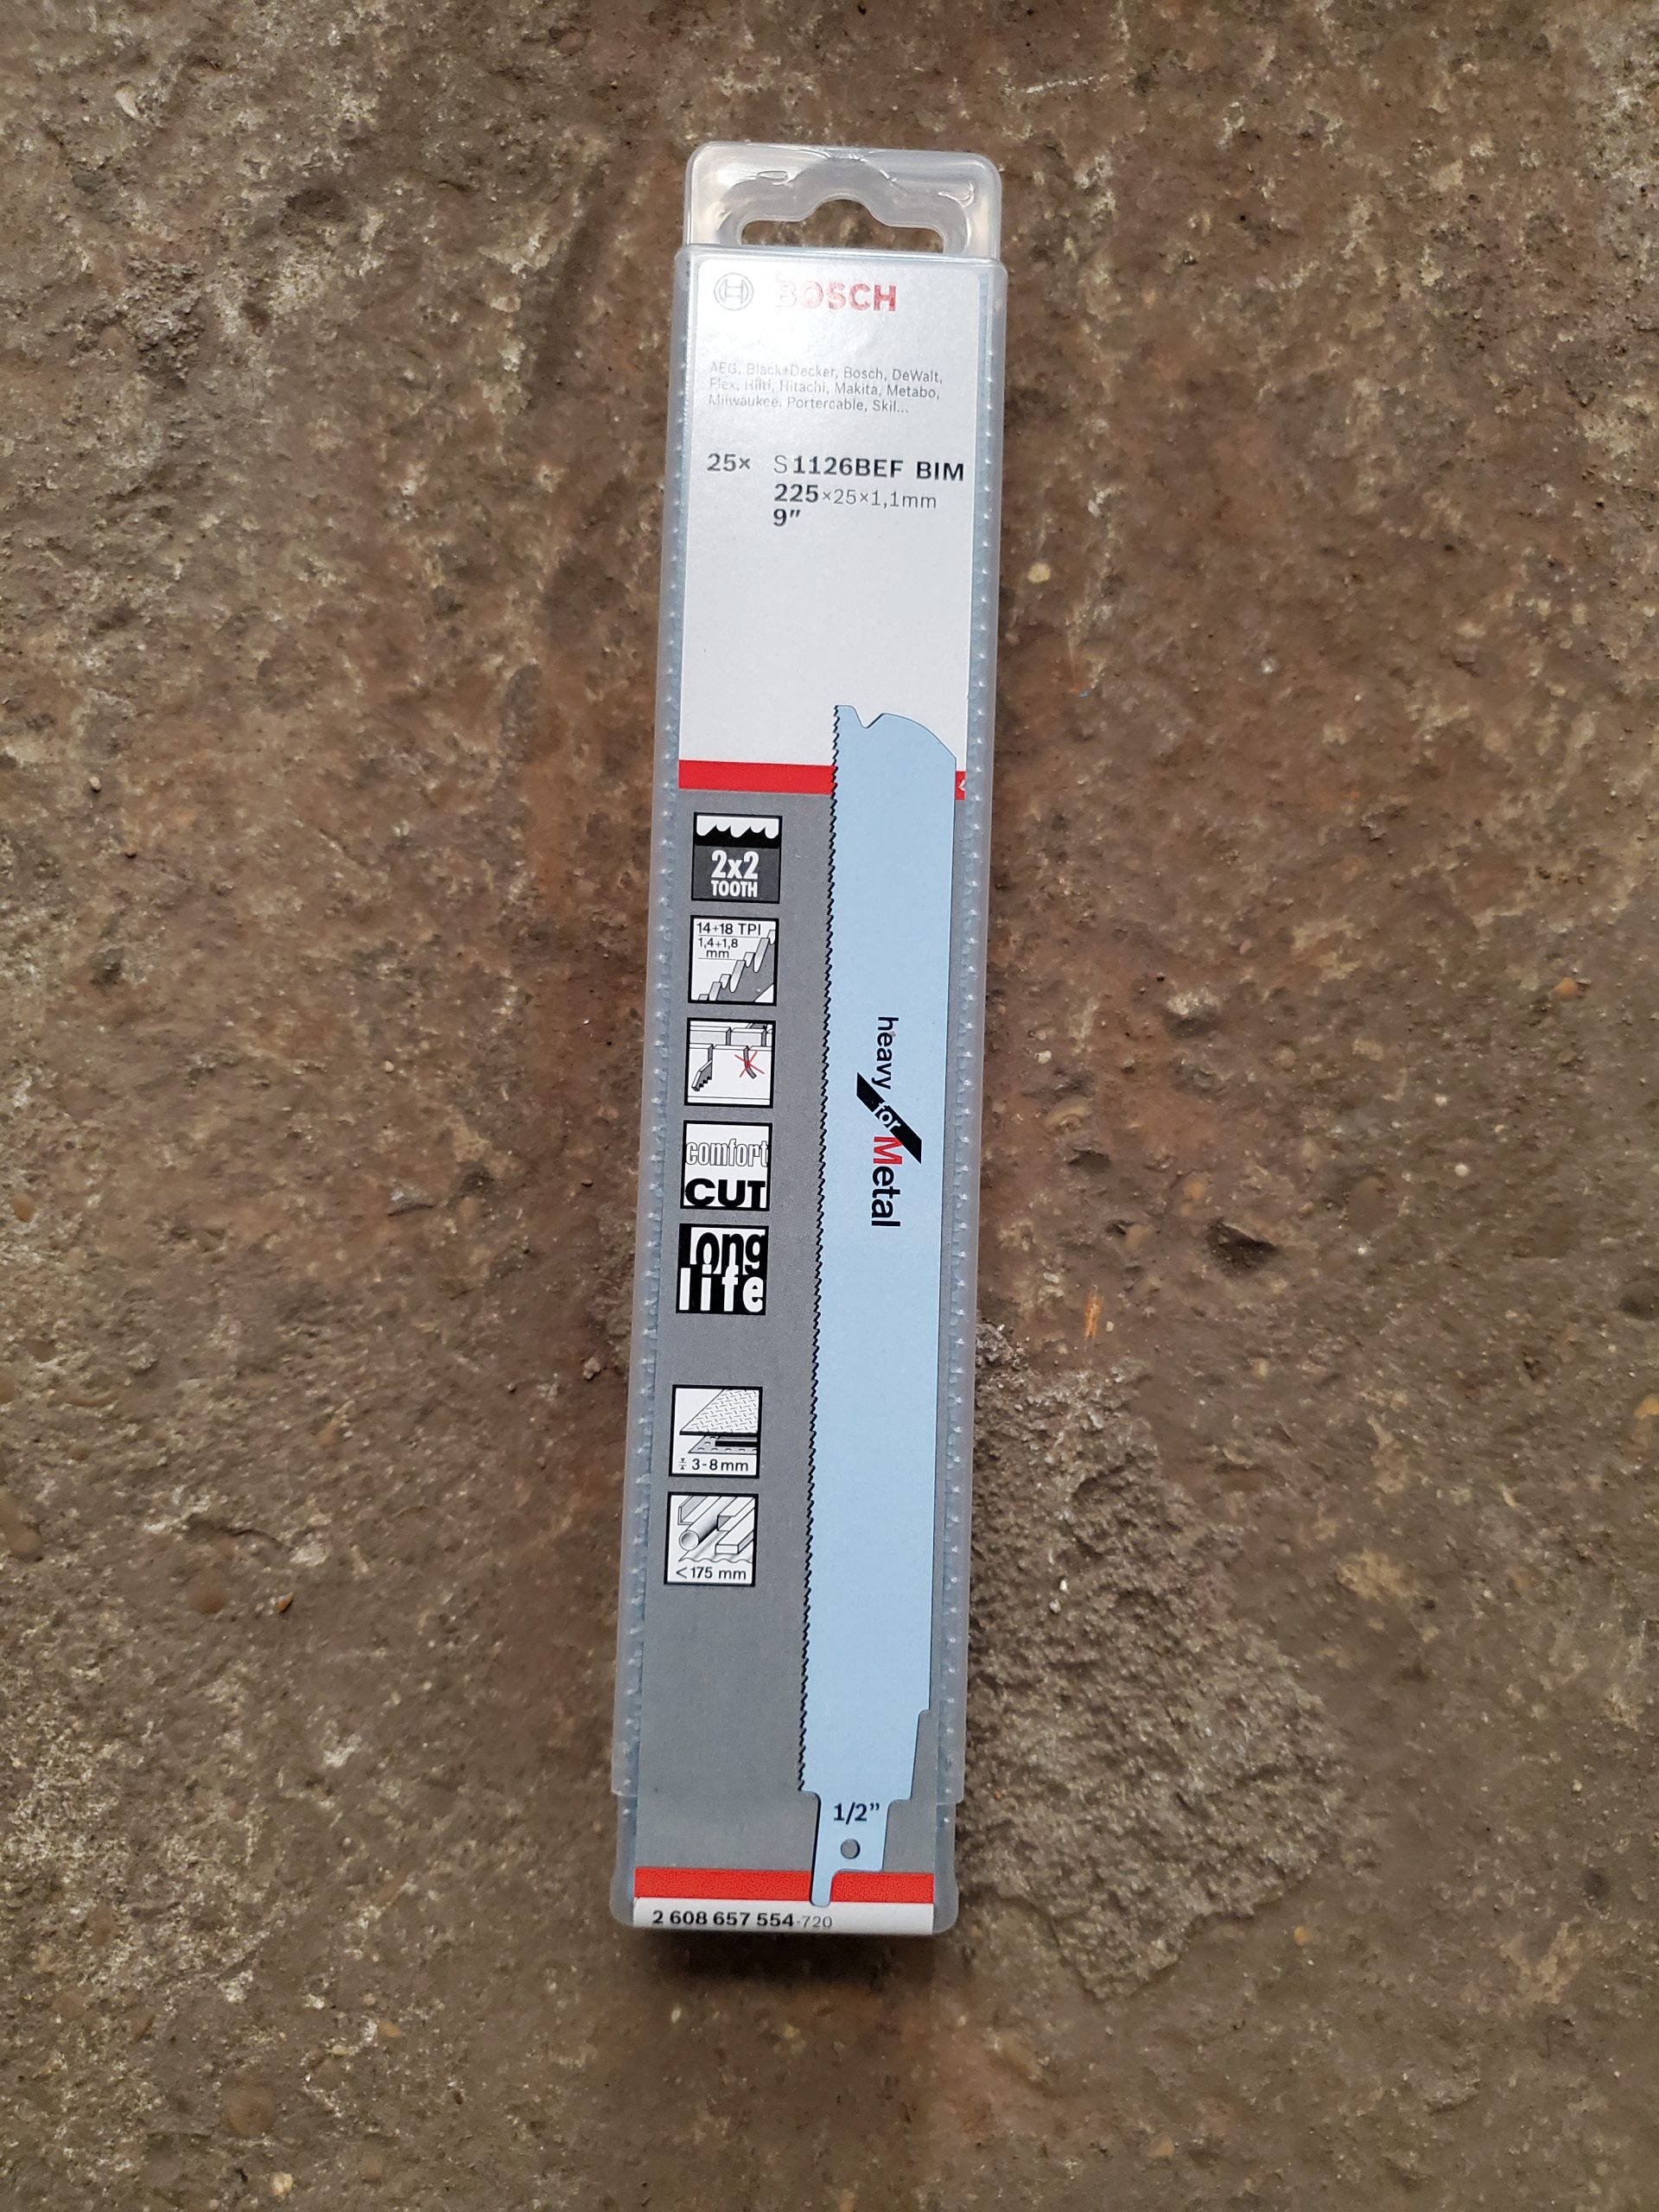 BOSCH
AEG, Black+Decker, Bosch, DeWalt,
Flex, Hilti, Hitachi, Makita, Metabo,
Milwaukee, Portercable, Skil...
25× S1126BEF BIM
225×25×1,1mm
9"
2x2
TOOTH
14+18 TPI
1,4+1,8
mm
heavy for Metal
comfort
CUT
long
life
3-8mm
<175 mm
1/2"
2 608 657 554-720